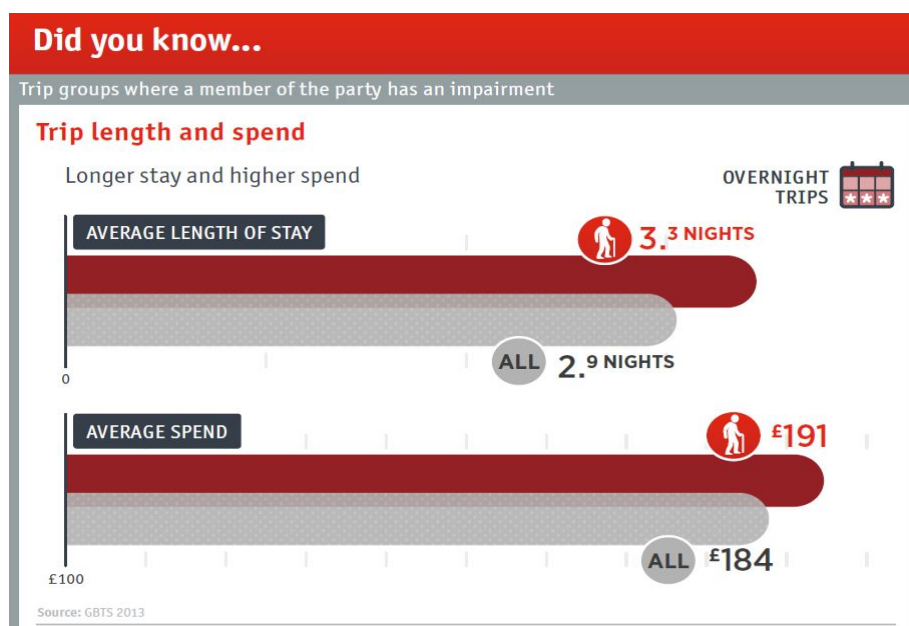 Did you know...
Trip groups where a member of the party has an impairment
Trip length and spend
Longer stay and higher spend
OVERNIGHT
TRIPS
AVERAGE LENGTH OF STAY
3.3 NIGHTS
ALL 2.9 NIGHTS
0
AVERAGE SPEND
£191
ALL £184
£100
Source: GBTS 2013